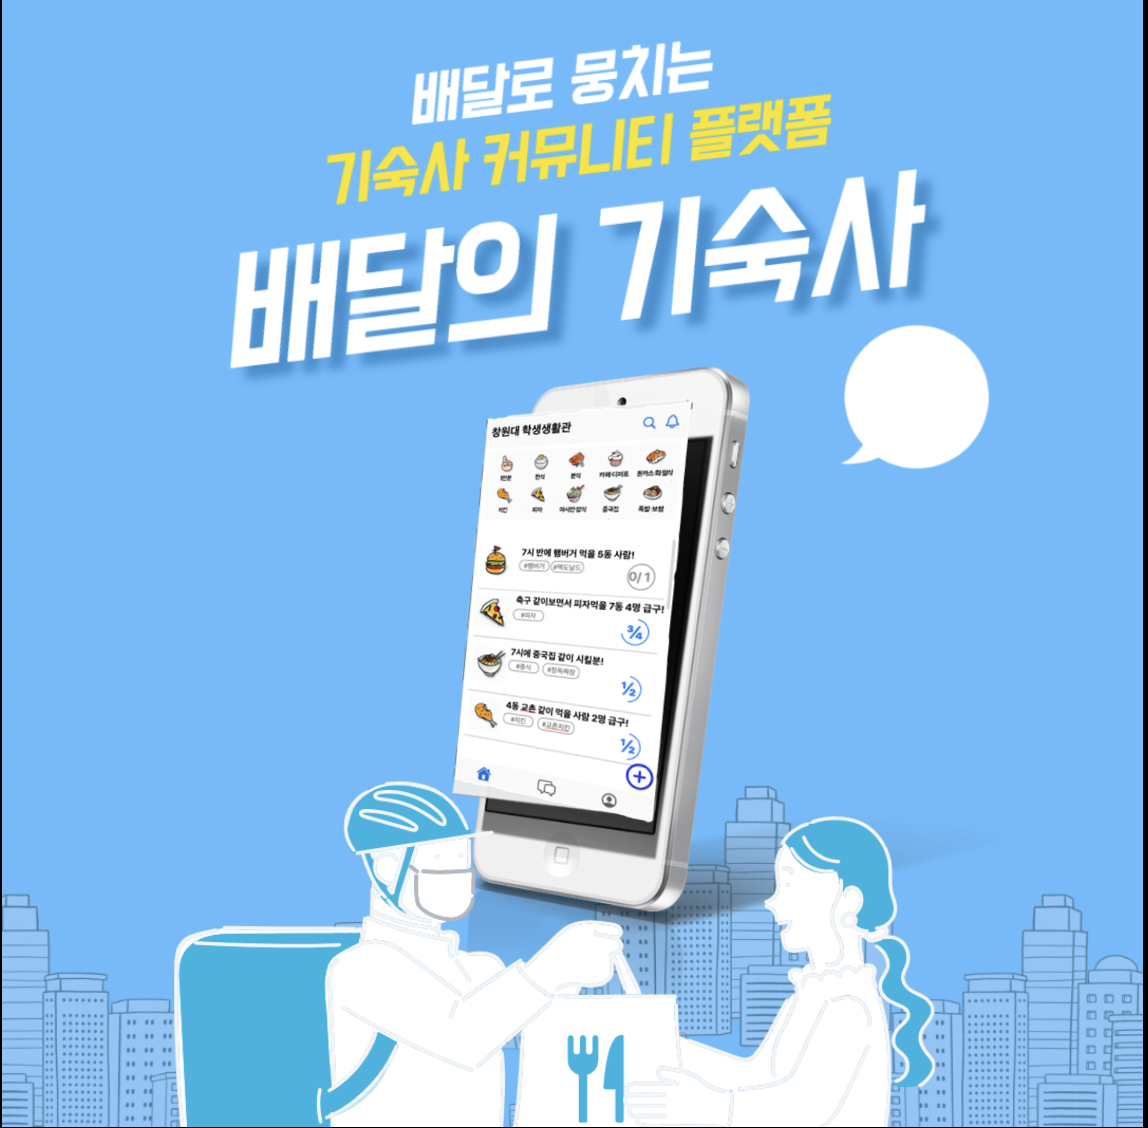 배달로 뭉치는
기숙사 커뮤니티 플랫폼
배달의 기숙사
창원대 학생생활관
1인분 한식 분식 카페·디저트 돈까스·회·일식
치킨 피자 아시안·양식 중국집 족발·보쌈
7시 반에 햄버거 먹을 5동 사람!
#햄버거 #맥도날드
0/1
축구 같이보면서 피자먹을 7동 4명 급구!
#피자
3/4
7시에 중국집 같이 시킬분!
#중식 #참독짜장
1/2
4동 교촌 같이 먹을 사람 2명 급구!
#치킨 #교촌치킨
1/2